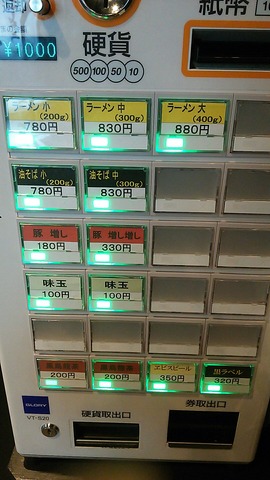 紙幣
¥1000
硬貨
500 100 50 10
ラーメン 小
(200g)
780円
ラーメン 中
(300g)
830円
ラーメン 大
(400g)
880円
油そば 小
(200g)
780円
油そば 中
(300g)
830円
豚 増し
180円
豚 増し増し
330円
味玉
100円
味玉
100円
200円
200円
ヱビスビール
350円
黒ラベル
320円
GLORY
VT-B20
硬貨取出口
券取出口